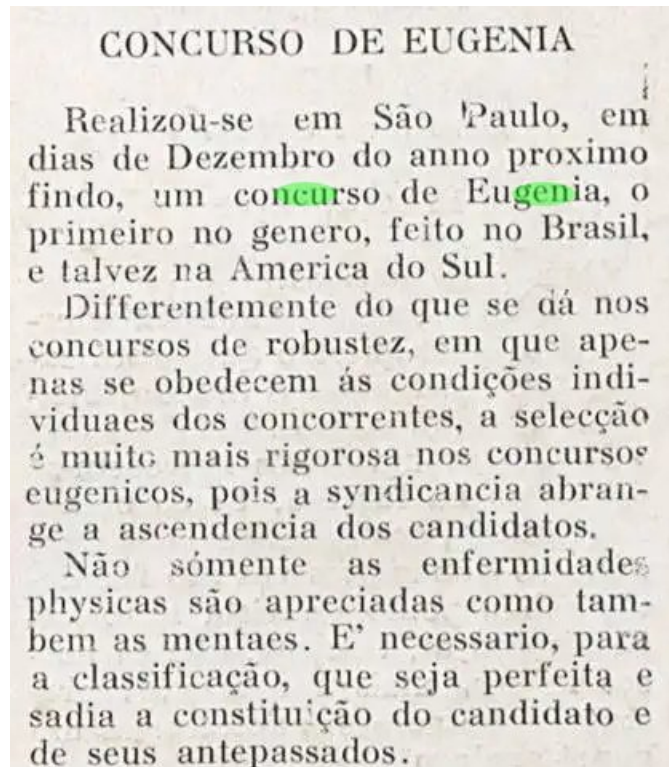 CONCURSO DE EUGENIA
Realizou-se em São Paulo, em
dias de Dezembro do anno proximo
findo, um concurso de Eugenia, o
primeiro no genero, feito no Brasil,
e talvez na America do Sul.
Differentemente do que se dá nos
concursos de robustez, em que ape-
nas se obedecem ás condições indi-
viduaes dos concorrentes, a selecção
é muito mais rigorosa nos concursos
eugenicos, pois a syndicancia abran-
ge a ascendencia dos candidatos.
Não sómente as enfermidades
physicas são apreciadas como tam-
bem as mentaes. E' necessario, para
a classificação, que seja perfeita e
sadia a constituição do candidato e
de seus antepassados.